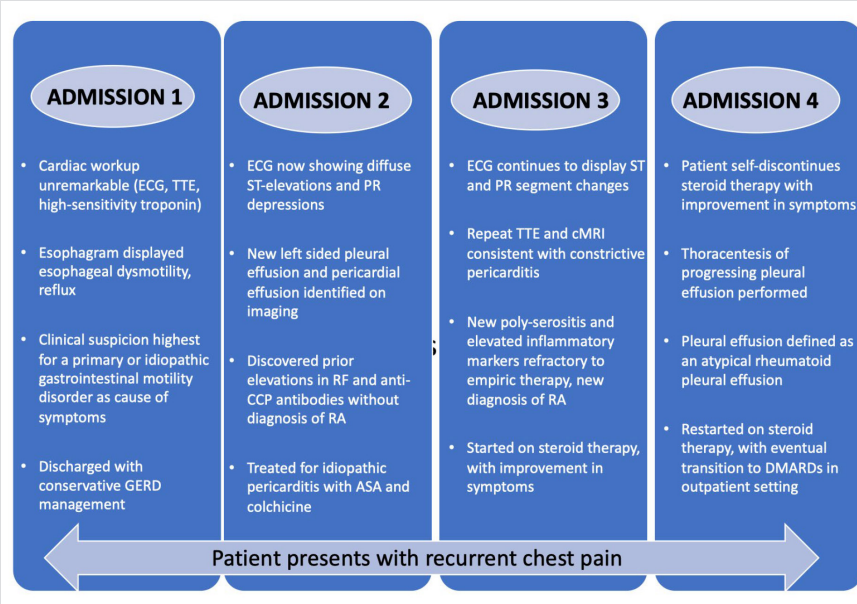 ADMISSION 1
• Cardiac workup
unremarkable (ECG, TTE,
high-sensitivity troponin)
• Esophagram displayed
esophageal dysmotility,
reflux
• Clinical suspicion highest
for a primary or idiopathic
gastrointestinal motility
disorder as cause of
symptoms
• Discharged with
conservative GERD
management
ADMISSION 2
• ECG now showing diffuse
ST-elevations and PR
depressions
• New left sided pleural
effusion and pericardial
effusion identified on
imaging
• Discovered prior
elevations in RF and anti-
CCP antibodies without
diagnosis of RA
• Treated for idiopathic
pericarditis with ASA and
colchicine
ADMISSION 3
• ECG continues to display ST
and PR segment changes
• Repeat TTE and cMRI
consistent with constrictive
pericarditis
• New poly-serositis and
elevated inflammatory
markers refractory to
empiric therapy, new
diagnosis of RA
• Started on steroid therapy,
with improvement in
symptoms
ADMISSION 4
• Patient self-discontinues
steroid therapy with
improvement in symptoms
• Thoracentesis of
progressing pleural
effusion performed
• Pleural effusion defined as
an atypical rheumatoid
pleural effusion
• Restarted on steroid
therapy, with eventual
transition to DMARDs in
outpatient setting
Patient presents with recurrent chest pain